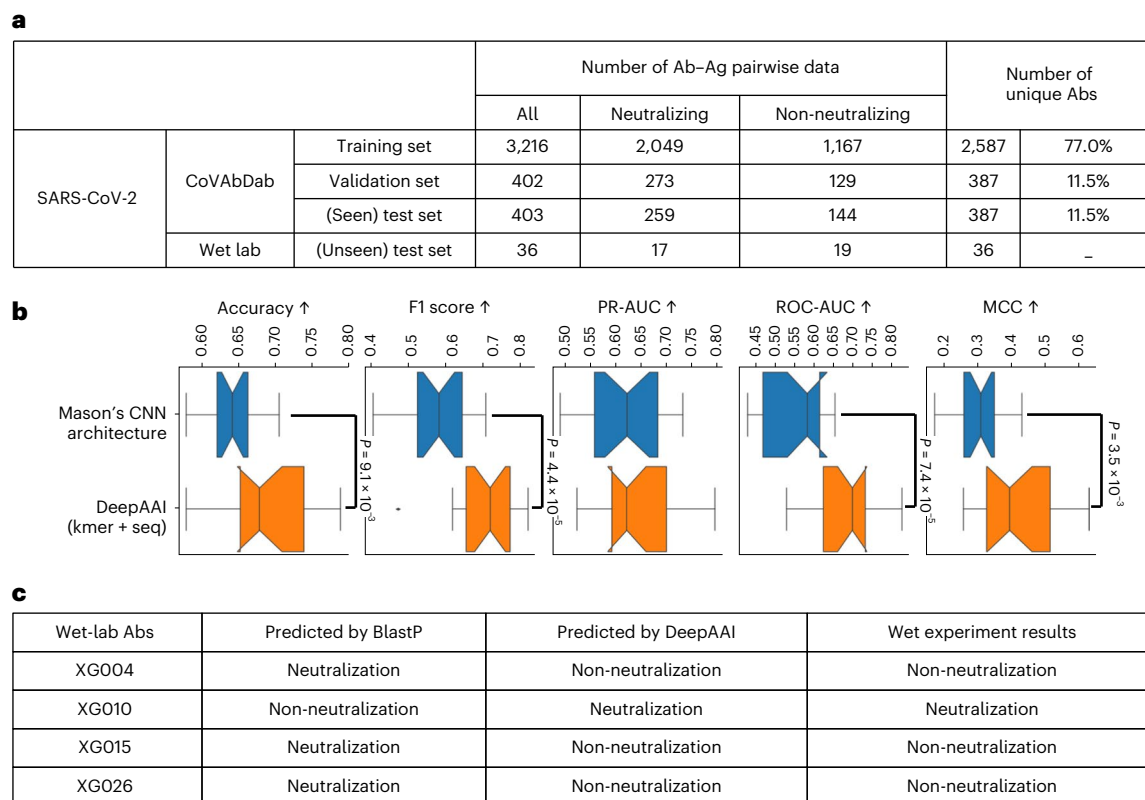 a
Number of Ab–Ag pairwise data
Number of
unique Abs
All Neutralizing Non-neutralizing
SARS-CoV-2 CoVAbDab Training set 3,216 2,049 1,167 2,587 77.0%
Validation set 402 273 129 387 11.5%
(Seen) test set 403 259 144 387 11.5%
Wet lab (Unseen) test set 36 17 19 36 –
b
Accuracy ↑ F1 score ↑ PR-AUC ↑ ROC-AUC ↑ MCC ↑
0.60 0.65 0.70 0.75 0.80 0.4 0.5 0.6 0.7 0.8 0.50 0.55 0.60 0.65 0.70 0.75 0.80 0.45 0.50 0.55 0.60 0.65 0.70 0.75 0.80 0.2 0.3 0.4 0.5 0.6
Mason's CNN
architecture
DeepAAI
(kmer + seq)
P = 9.1 × 10⁻³
P = 4.4 × 10⁻⁵
P = 7.4 × 10⁻⁵
P = 3.5 × 10⁻³
c
Wet-lab Abs Predicted by BlastP Predicted by DeepAAI Wet experiment results
XG004 Neutralization Non-neutralization Non-neutralization
XG010 Non-neutralization Neutralization Neutralization
XG015 Neutralization Non-neutralization Non-neutralization
XG026 Neutralization Non-neutralization Non-neutralization